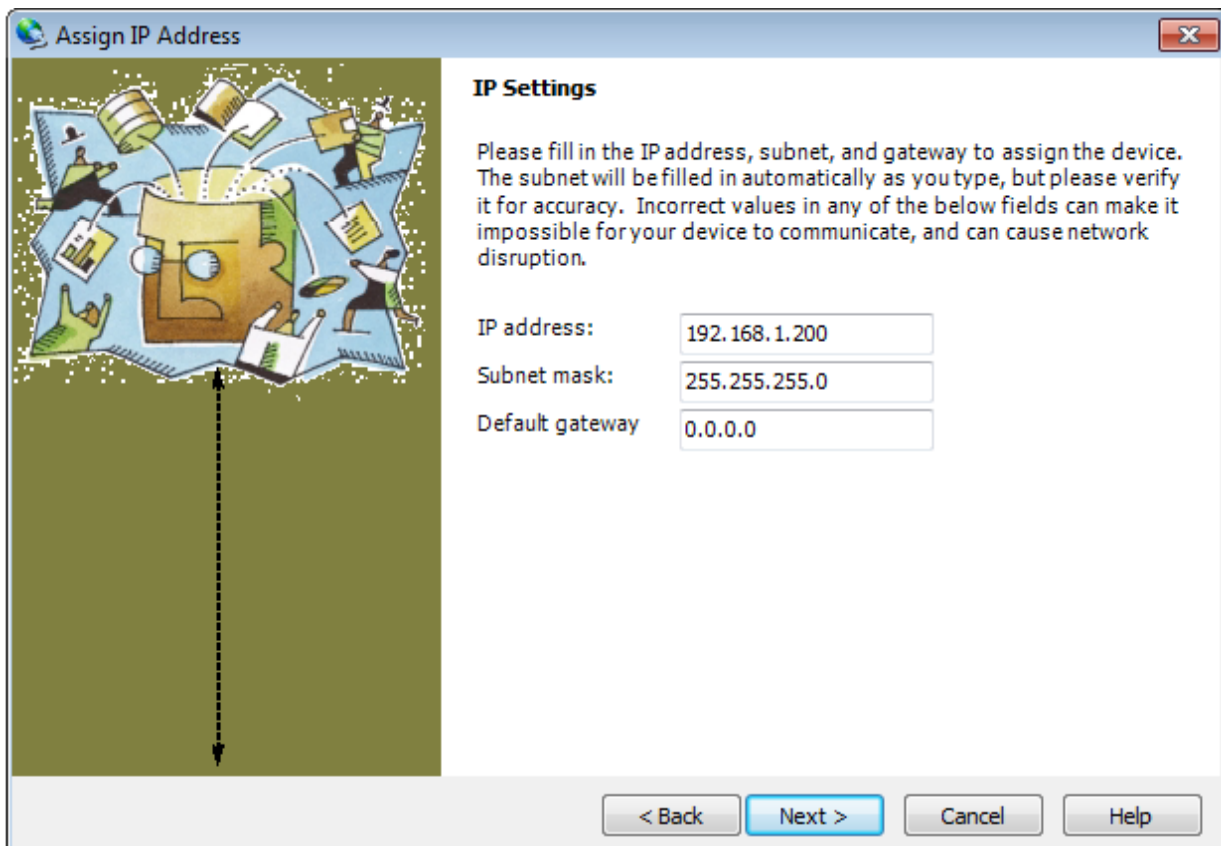 Assign IP Address
IP Settings
Please fill in the IP address, subnet, and gateway to assign the device.
The subnet will be filled in automatically as you type, but please verify
it for accuracy.  Incorrect values in any of the below fields can make it
impossible for your device to communicate, and can cause network
disruption.
IP address: 192.168.1.200
Subnet mask: 255.255.255.0
Default gateway 0.0.0.0
< Back Next > Cancel Help